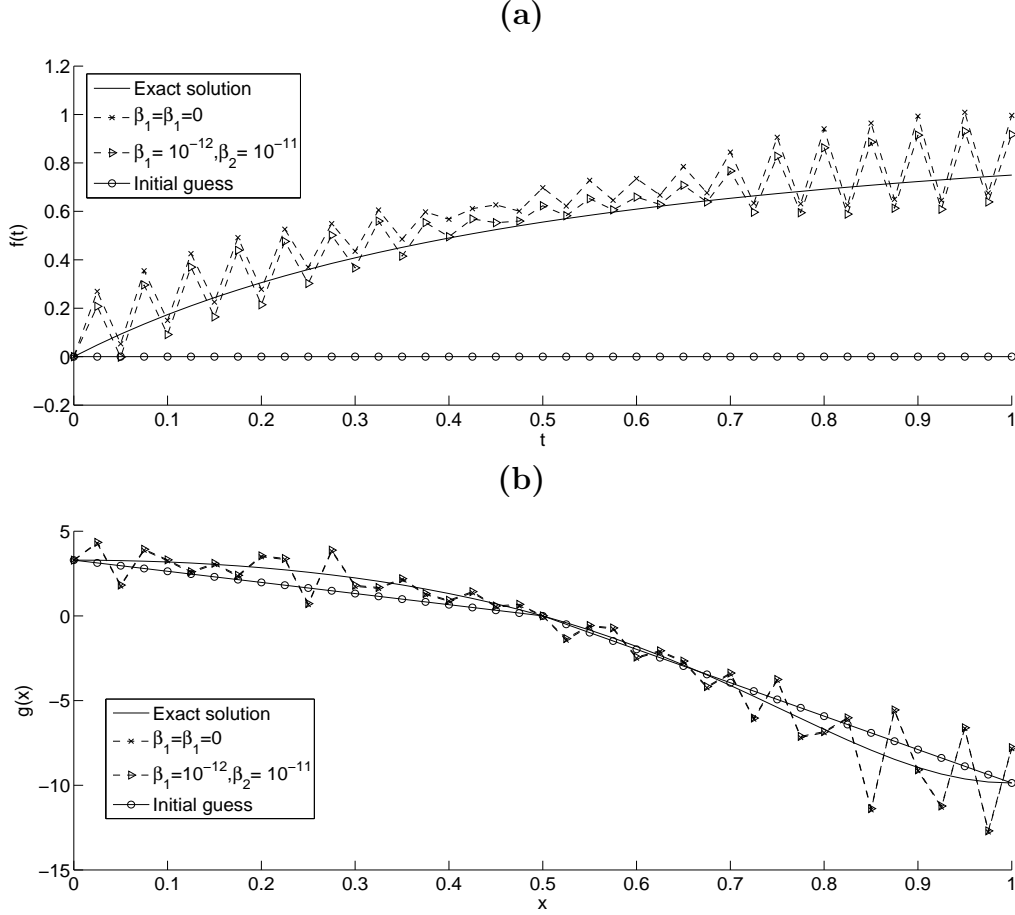 (a)
1.2
1
0.8
0.6
0.4
0.2
0
−0.2
f(t)
Exact solution
β₁=β₁=0
β₁= 10⁻¹²,β₂= 10⁻¹¹
Initial guess
0 0.1 0.2 0.3 0.4 0.5 0.6 0.7 0.8 0.9 1
t
(b)
5
0
−5
−10
−15
g(x)
Exact solution
β₁=β₁=0
β₁=10⁻¹²,β₂= 10⁻¹¹
Initial guess
0 0.1 0.2 0.3 0.4 0.5 0.6 0.7 0.8 0.9 1
x